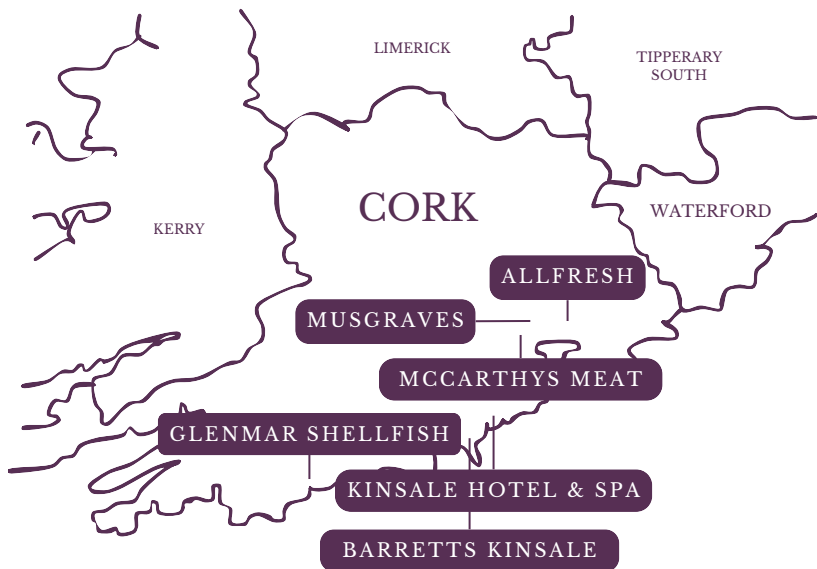 LIMERICK
TIPPERARY
SOUTH
CORK
WATERFORD
KERRY
ALLFRESH
MUSGRAVES
MCCARTHYS MEAT
GLENMAR SHELLFISH
KINSALE HOTEL & SPA
BARRETTS KINSALE